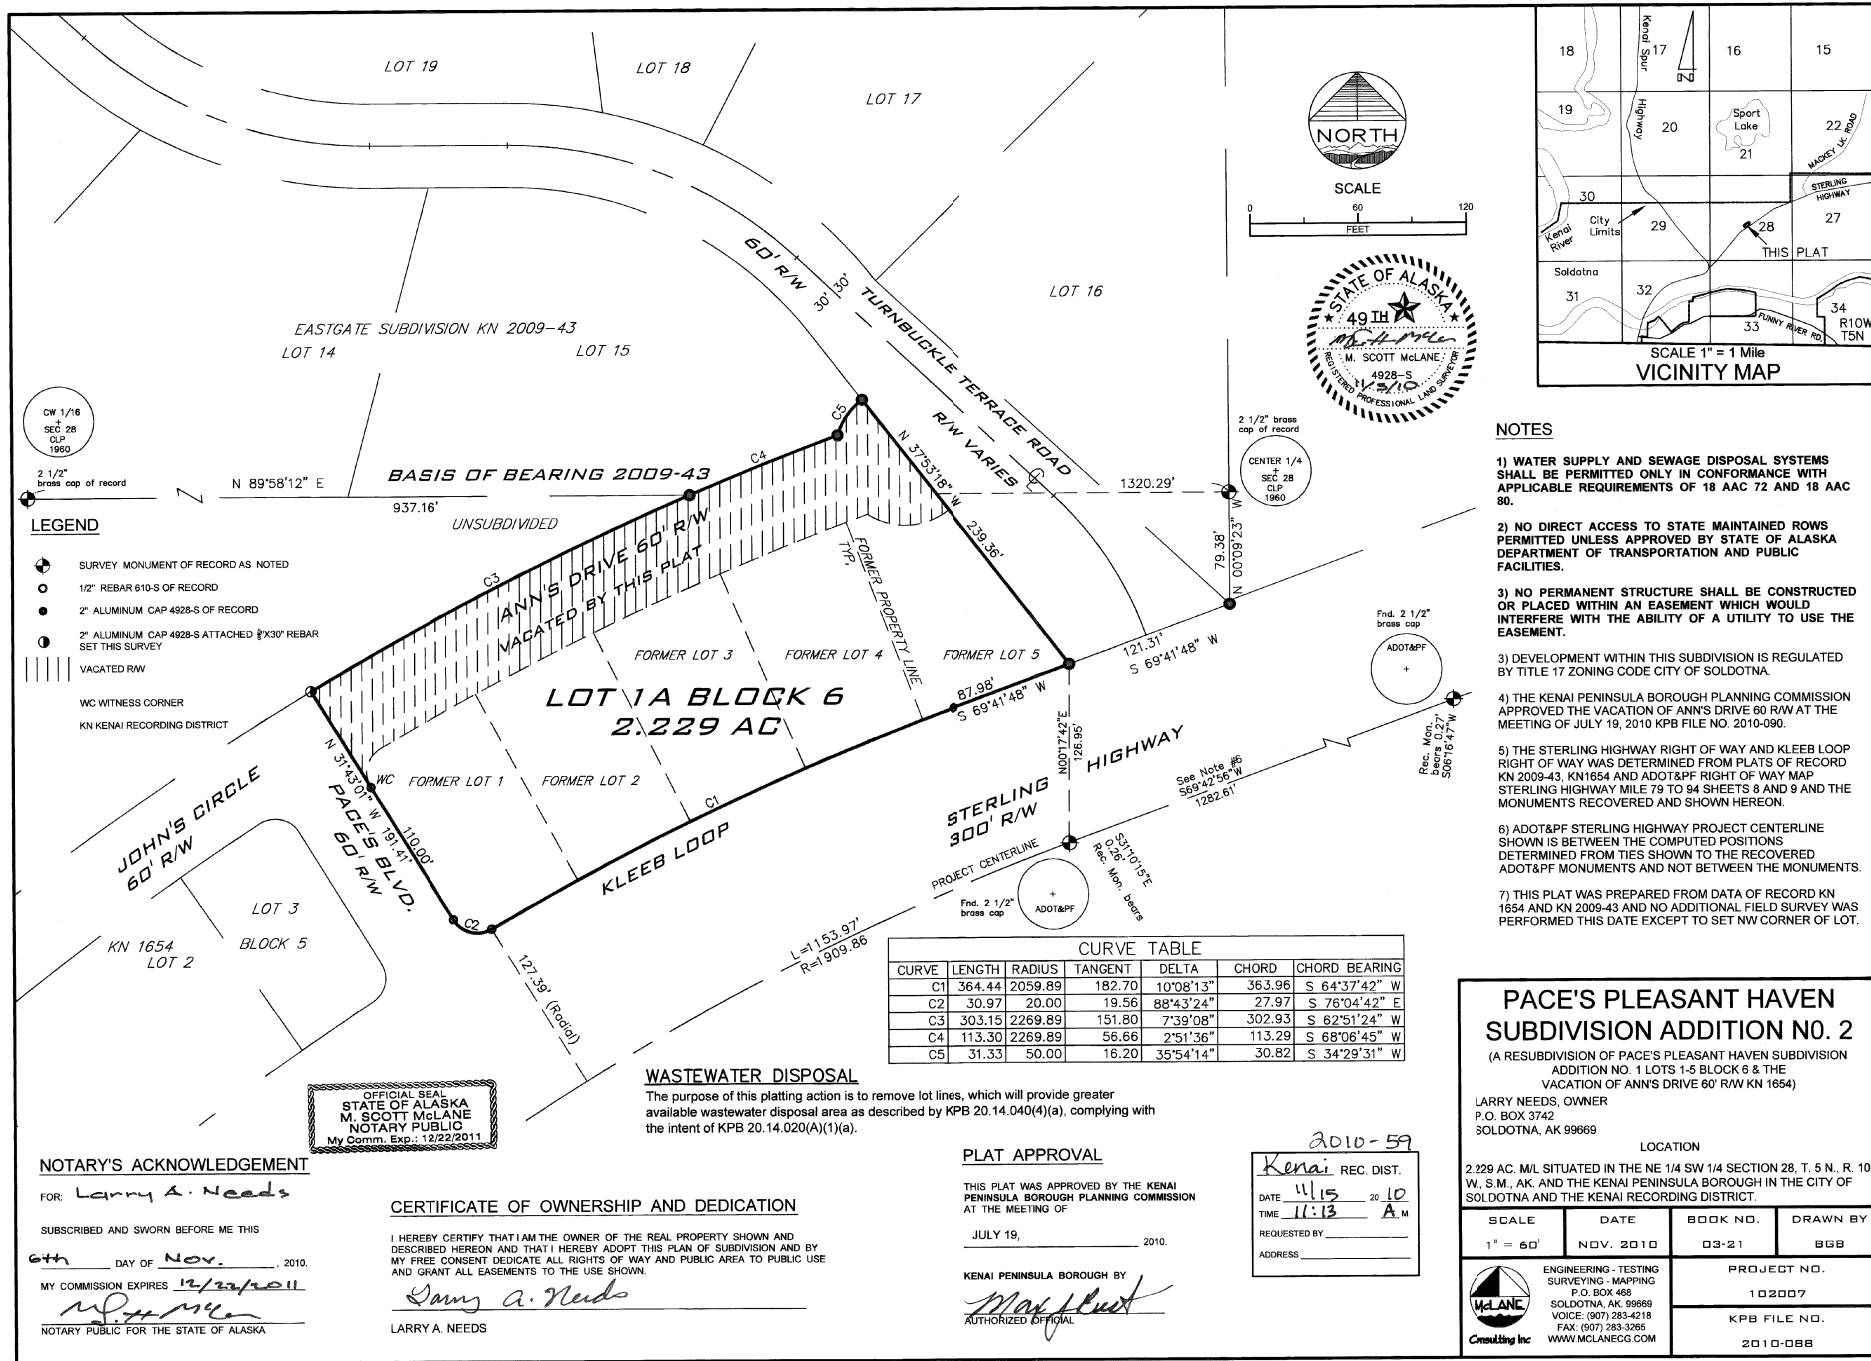 LOT 19
LOT 18
LOT 17
LOT 16
EASTGATE SUBDIVISION KN 2009-43
LOT 14
LOT 15
60' R/W
30'
30'
TURNBUCKLE TERRACE ROAD
R/W VARIES
NORTH
SCALE
0 60 120
FEET
STATE OF ALASKA
49 TH
M. SCOTT McLANE
4928-S
11/3/10
REGISTERED PROFESSIONAL LAND SURVEYOR
18 17 16 15
19 20 21 22
30 29 28 27
31 32 33 34
Kenai Spur Highway
Sport
Lake
MACKEY LK. ROAD
STERLING
HIGHWAY
City
Limits
Kenai
River
THIS PLAT
Soldotna
FUNNY RIVER RD.
R10W
T5N
SCALE 1" = 1 Mile
VICINITY MAP
CW 1/16
+
SEC 28
CLP
1960
2 1/2"
brass cap of record
N 89°58'12" E
BASIS OF BEARING 2009-43
937.16'
UNSUBDIVIDED
C3
C4
C5
N 37°53'18" W
239.36'
1320.29'
2 1/2" brass
cap of record
CENTER 1/4
+
SEC 28
CLP
1960
79.38'
N 00°09'23" W
LEGEND
SURVEY MONUMENT OF RECORD AS NOTED
1/2" REBAR 610-S OF RECORD
2" ALUMINUM CAP 4928-S OF RECORD
2" ALUMINUM CAP 4928-S ATTACHED 5/8"X30" REBAR
SET THIS SURVEY
VACATED R/W
WC WITNESS CORNER
KN KENAI RECORDING DISTRICT
ANN'S DRIVE 60' R/W
VACATED BY THIS PLAT
FORMER PROPERTY LINE
TYP.
FORMER LOT 3
FORMER LOT 4
FORMER LOT 5
LOT 1A BLOCK 6
2.229 AC
121.31'
S 69°41'48" W
87.98'
S 69°41'48" W
Fnd. 2 1/2"
brass cap
ADOT&PF
+
N 31°43'01" W 191.41'
WC
110.00'
FORMER LOT 1
FORMER LOT 2
C1
C2
N00°17'42"E
126.95'
STERLING HIGHWAY
300' R/W
See Note #6
S69°42'56"W
1282.61'
Rec. Mon.
bears 0.27'
S06°16'47"W
JOHN'S CIRCLE
60' R/W
PACE'S BLVD.
60' R/W
KLEEB LOOP
PROJECT CENTERLINE
S31°10'15"E
0.26'
Rec. Mon. bears
Fnd. 2 1/2"
brass cap
+
ADOT&PF
LOT 3
BLOCK 5
KN 1654
LOT 2
127.39' (Radial)
L=1153.97'
R=1909.86
NOTES
1) WATER SUPPLY AND SEWAGE DISPOSAL SYSTEMS
SHALL BE PERMITTED ONLY IN CONFORMANCE WITH
APPLICABLE REQUIREMENTS OF 18 AAC 72 AND 18 AAC
80.
2) NO DIRECT ACCESS TO STATE MAINTAINED ROWS
PERMITTED UNLESS APPROVED BY STATE OF ALASKA
DEPARTMENT OF TRANSPORTATION AND PUBLIC
FACILITIES.
3) NO PERMANENT STRUCTURE SHALL BE CONSTRUCTED
OR PLACED WITHIN AN EASEMENT WHICH WOULD
INTERFERE WITH THE ABILITY OF A UTILITY TO USE THE
EASEMENT.
3) DEVELOPMENT WITHIN THIS SUBDIVISION IS REGULATED
BY TITLE 17 ZONING CODE CITY OF SOLDOTNA.
4) THE KENAI PENINSULA BOROUGH PLANNING COMMISSION
APPROVED THE VACATION OF ANN'S DRIVE 60 R/W AT THE
MEETING OF JULY 19, 2010 KPB FILE NO. 2010-090.
5) THE STERLING HIGHWAY RIGHT OF WAY AND KLEEB LOOP
RIGHT OF WAY WAS DETERMINED FROM PLATS OF RECORD
KN 2009-43, KN1654 AND ADOT&PF RIGHT OF WAY MAP
STERLING HIGHWAY MILE 79 TO 94 SHEETS 8 AND 9 AND THE
MONUMENTS RECOVERED AND SHOWN HEREON.
6) ADOT&PF STERLING HIGHWAY PROJECT CENTERLINE
SHOWN IS BETWEEN THE COMPUTED POSITIONS
DETERMINED FROM TIES SHOWN TO THE RECOVERED
ADOT&PF MONUMENTS AND NOT BETWEEN THE MONUMENTS.
7) THIS PLAT WAS PREPARED FROM DATA OF RECORD KN
1654 AND KN 2009-43 AND NO ADDITIONAL FIELD SURVEY WAS
PERFORMED THIS DATE EXCEPT TO SET NW CORNER OF LOT.
CURVE TABLE
CURVE LENGTH RADIUS TANGENT DELTA CHORD CHORD BEARING
C1 364.44 2059.89 182.70 10°08'13" 363.96 S 64°37'42" W
C2 30.97 20.00 19.56 88°43'24" 27.97 S 76°04'42" E
C3 303.15 2269.89 151.80 7°39'08" 302.93 S 62°51'24" W
C4 113.30 2269.89 56.66 2°51'36" 113.29 S 68°06'45" W
C5 31.33 50.00 16.20 35°54'14" 30.82 S 34°29'31" W
WASTEWATER DISPOSAL
The purpose of this platting action is to remove lot lines, which will provide greater
available wastewater disposal area as described by KPB 20.14.040(4)(a), complying with
the intent of KPB 20.14.020(A)(1)(a).
OFFICIAL SEAL
STATE OF ALASKA
M. SCOTT McLANE
NOTARY PUBLIC
My Comm. Exp.: 12/22/2011
NOTARY'S ACKNOWLEDGEMENT
FOR: Larry A. Needs
SUBSCRIBED AND SWORN BEFORE ME THIS
6th DAY OF Nov. , 2010.
MY COMMISSION EXPIRES 12/22/2011
NOTARY PUBLIC FOR THE STATE OF ALASKA
CERTIFICATE OF OWNERSHIP AND DEDICATION
I HEREBY CERTIFY THAT I AM THE OWNER OF THE REAL PROPERTY SHOWN AND
DESCRIBED HEREON AND THAT I HEREBY ADOPT THIS PLAN OF SUBDIVISION AND BY
MY FREE CONSENT DEDICATE ALL RIGHTS OF WAY AND PUBLIC AREA TO PUBLIC USE
AND GRANT ALL EASEMENTS TO THE USE SHOWN.
Larry A. Needs
LARRY A. NEEDS
PLAT APPROVAL
THIS PLAT WAS APPROVED BY THE KENAI
PENINSULA BOROUGH PLANNING COMMISSION
AT THE MEETING OF
JULY 19, 2010.
KENAI PENINSULA BOROUGH BY
Max J Best
AUTHORIZED OFFICIAL
2010-59
Kenai REC. DIST.
DATE 11/15 20 10
TIME 11:13 A M
REQUESTED BY
ADDRESS
PACE'S PLEASANT HAVEN
SUBDIVISION ADDITION NO. 2
(A RESUBDIVISION OF PACE'S PLEASANT HAVEN SUBDIVISION
ADDITION NO. 1 LOTS 1-5 BLOCK 6 & THE
VACATION OF ANN'S DRIVE 60' R/W KN 1654)
LARRY NEEDS, OWNER
P.O. BOX 3742
SOLDOTNA, AK 99669
LOCATION
2.229 AC. M/L SITUATED IN THE NE 1/4 SW 1/4 SECTION 28, T. 5 N., R. 10
W., S.M., AK. AND THE KENAI PENINSULA BOROUGH IN THE CITY OF
SOLDOTNA AND THE KENAI RECORDING DISTRICT.
SCALE DATE BOOK NO. DRAWN BY
1" = 60' NOV. 2010 03-21 BGB
McLANE
Consulting Inc
ENGINEERING - TESTING
SURVEYING - MAPPING
P.O. BOX 468
SOLDOTNA, AK. 99669
VOICE: (907) 283-4218
FAX: (907) 283-3265
WWW.MCLANECG.COM
PROJECT NO.
102007
KPB FILE NO.
2010-088